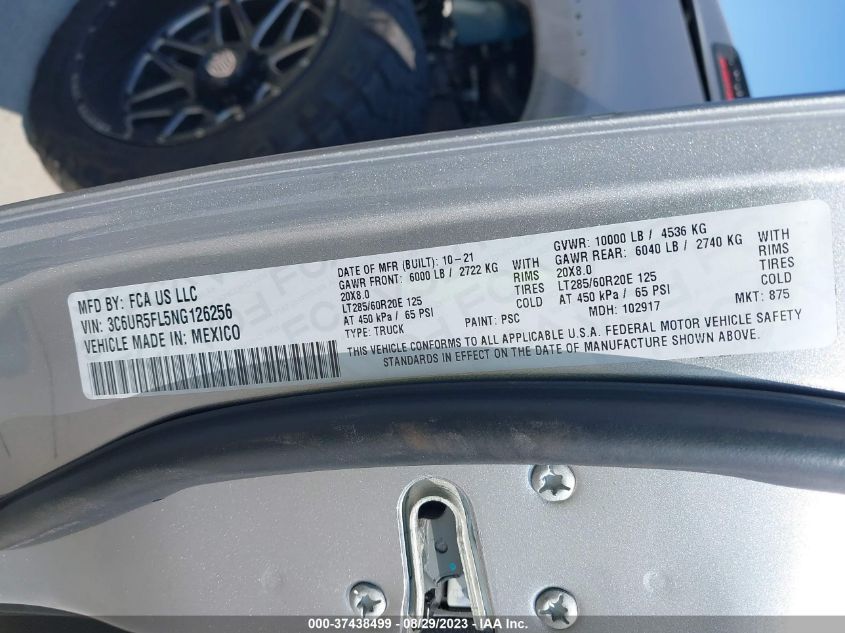 MFD BY: FCA US LLC
VIN: 3C6UR5FL5NG126256
VEHICLE MADE IN: MEXICO
DATE OF MFR (BUILT): 10-21
GAWR FRONT: 6000 LB / 2722 KG WITH
20X8.0 RIMS
LT285/60R20E 125 TIRES
AT 450 kPa / 65 PSI COLD
TYPE: TRUCK PAINT: PSC
GVWR: 10000 LB / 4536 KG
GAWR REAR: 6040 LB / 2740 KG WITH
20X8.0 RIMS
LT285/60R20E 125 TIRES
AT 450 kPa / 65 PSI COLD
MDH: 102917 MKT: 875
THIS VEHICLE CONFORMS TO ALL APPLICABLE U.S.A. FEDERAL MOTOR VEHICLE SAFETY
STANDARDS IN EFFECT ON THE DATE OF MANUFACTURE SHOWN ABOVE.
000-37438499 - 08/29/2023 - IAA Inc.